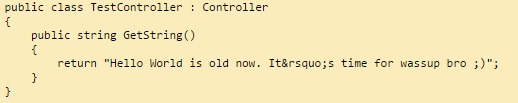 public class TestController : Controller
{
    public string GetString()
    {
        return "Hello World is old now. It&rsquo;s time for wassup bro ;)";
    }
}